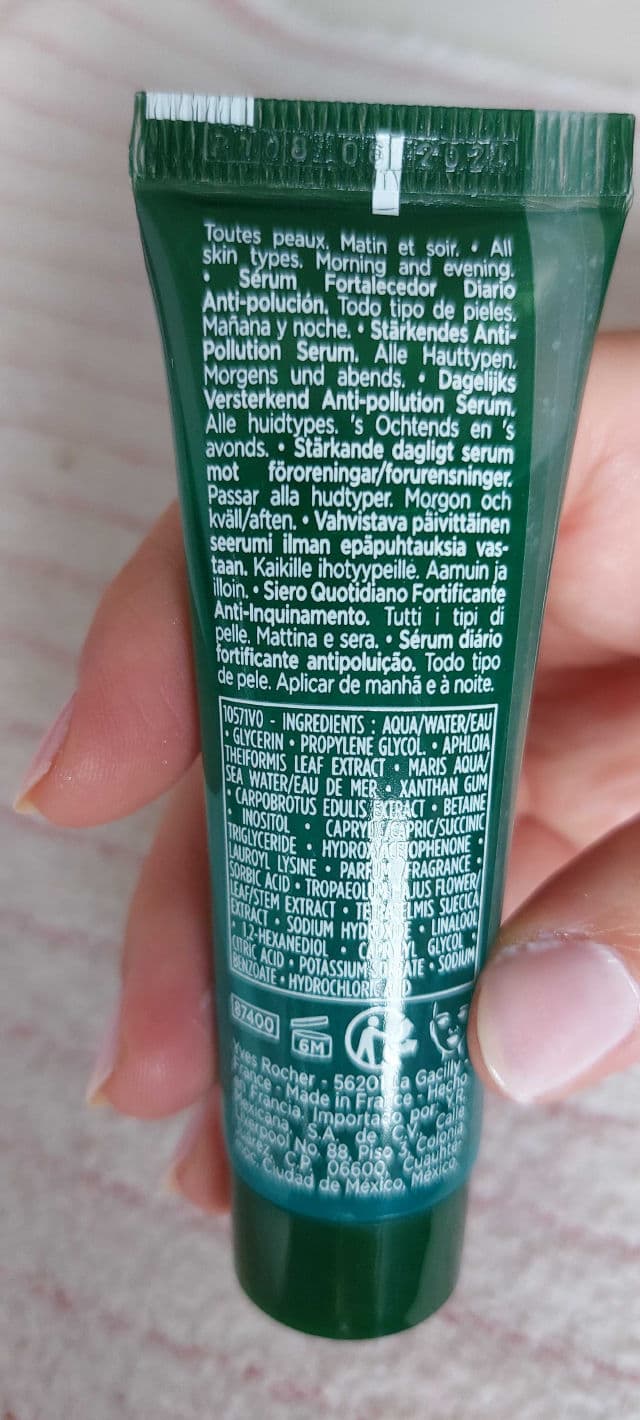 Toutes peaux. Matin et soir. • All
skin types. Morning and evening.
• Sérum Fortalecedor Diario
Anti-polución. Todo tipo de pieles.
Mañana y noche. • Stärkendes Anti-
Pollution Serum. Alle Hauttypen.
Morgens und abends. • Dagelijks
Versterkend Anti-pollution Serum.
Alle huidtypes. 's Ochtends en 's
avonds. • Stärkande dagligt serum
mot föroreningar/forurensninger.
Passar alla hudtyper. Morgon och
kväll/aften. • Vahvistava päivittäinen
seerumi ilman epäpuhtauksia vas-
taan. Kaikille ihotyypeille. Aamuin ja
illoin. • Siero Quotidiano Fortificante
Anti-Inquinamento. Tutti i tipi di
pelle. Mattina e sera. • Sérum diário
fortificante antipoluição. Todo tipo
de pele. Aplicar de manhã e à noite.
10571V0 - INGREDIENTS : AQUA/WATER/EAU
• GLYCERIN • PROPYLENE GLYCOL • APHLOIA
THEIFORMIS LEAF EXTRACT • MARIS AQUA/
SEA WATER/EAU DE MER • XANTHAN GUM
• CARPOBROTUS EDULIS EXTRACT • BETAINE
• INOSITOL • CAPRYLIC/CAPRIC/SUCCINIC
TRIGLYCERIDE • HYDROXYACETOPHENONE •
LAUROYL LYSINE • PARFUM/FRAGRANCE •
SORBIC ACID • TROPAEOLUM MAJUS FLOWER/
LEAF/STEM EXTRACT • TETRASELMIS SUECICA
EXTRACT • SODIUM HYDROXIDE • LINALOOL
• 1,2-HEXANEDIOL • CAPRYLYL GLYCOL •
CITRIC ACID • POTASSIUM SORBATE • SODIUM
BENZOATE • HYDROCHLORIC ACID
87400
6M
Yves Rocher - 56201 La Gacilly -
France - Made in France - Hecho
en Francia. Importado por: Y.R.
Mexicana, S.A. de C.V. Calle
Liverpool No. 88, Piso 3, Colonia
Juárez, C.P. 06600, Cuauhté-
moc, Ciudad de México, México.